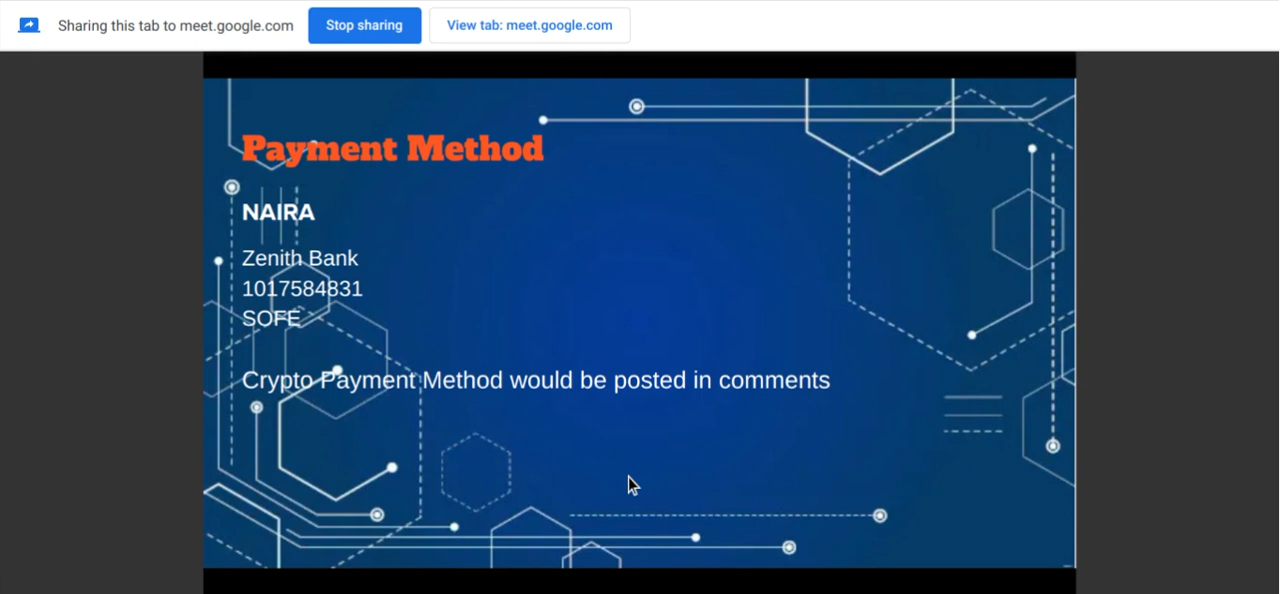 Sharing this tab to meet.google.com Stop sharing View tab: meet.google.com
Payment Method
NAIRA
Zenith Bank
1017584831
SOFE
Crypto Payment Method would be posted in comments